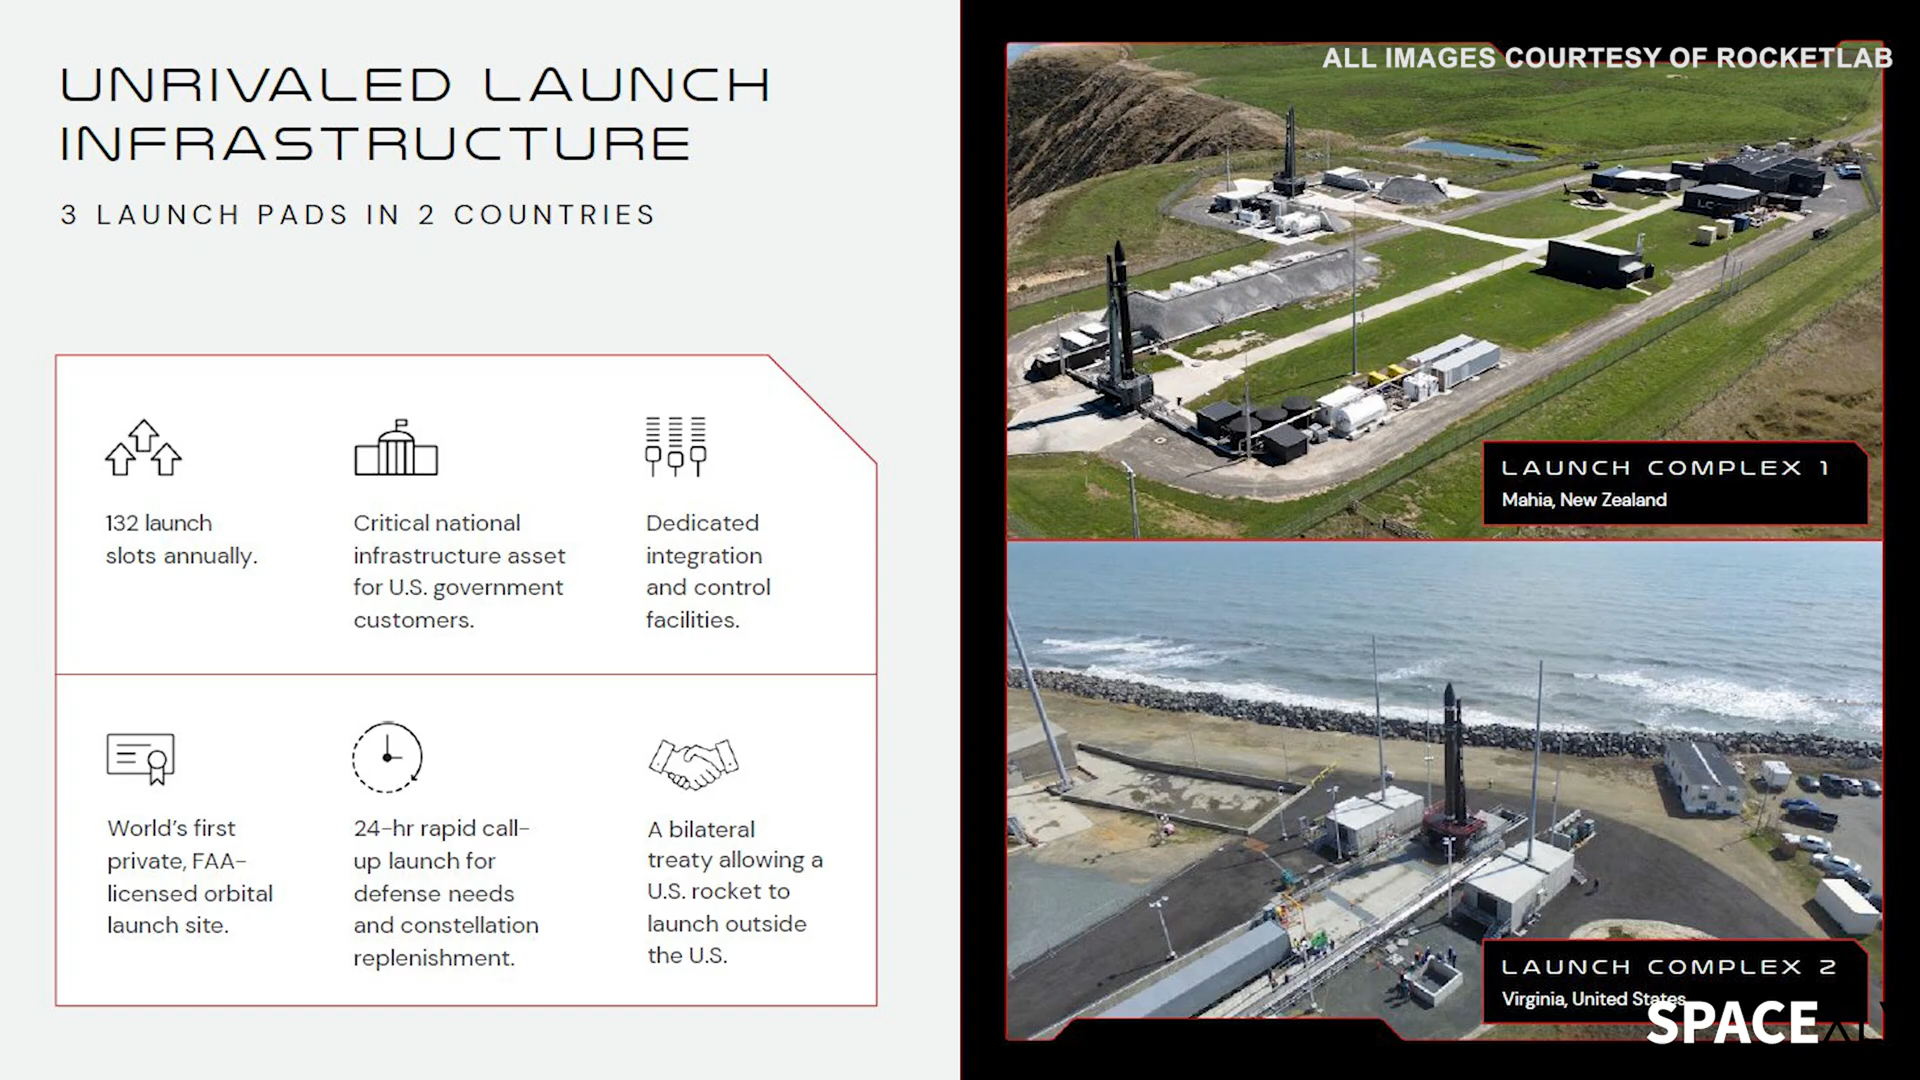 UNRIVALED LAUNCH
INFRASTRUCTURE
3 LAUNCH PADS IN 2 COUNTRIES
132 launch
slots annually.
Critical national
infrastructure asset
for U.S. government
customers.
Dedicated
integration
and control
facilities.
World's first
private, FAA-
licensed orbital
launch site.
24-hr rapid call-
up launch for
defense needs
and constellation
replenishment.
A bilateral
treaty allowing a
U.S. rocket to
launch outside
the U.S.
ALL IMAGES COURTESY OF ROCKETLAB
LAUNCH COMPLEX 1
Mahia, New Zealand
LAUNCH COMPLEX 2
Virginia, United States
SPACE